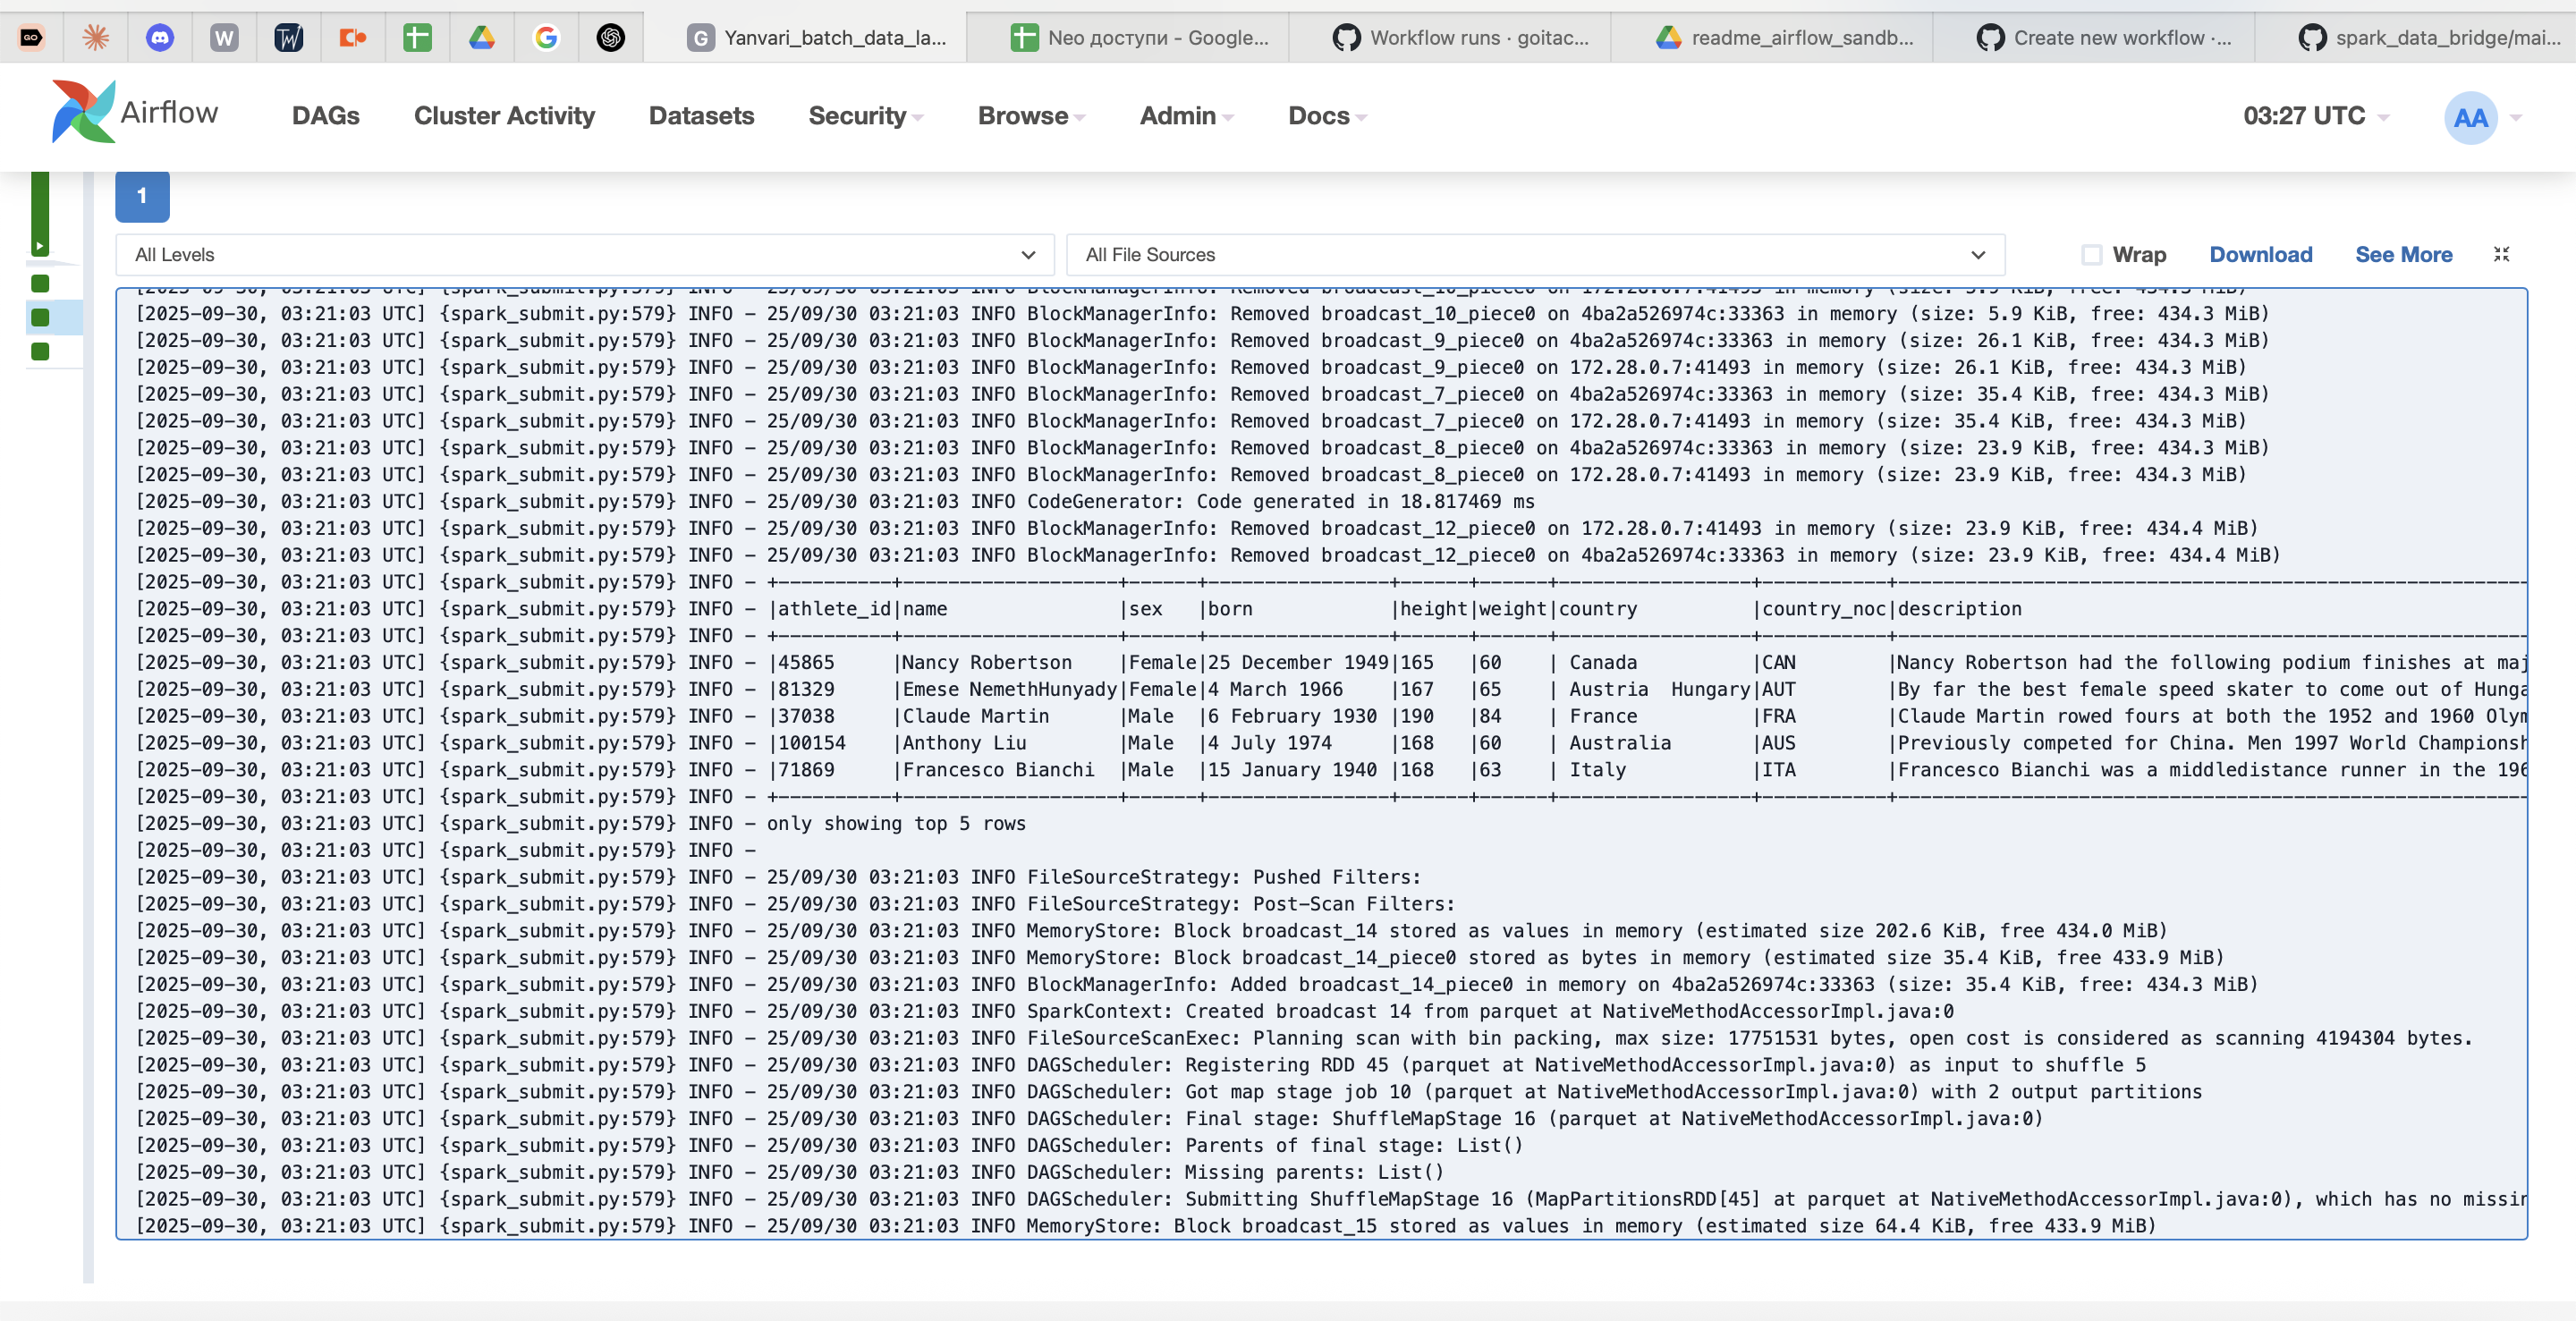 GO
W
TW
Yanvari_batch_data_la...
G
Neo доступи - Google...
Workflow runs · goitac...
readme_airflow_sandb...
Create new workflow ·...
spark_data_bridge/mai...
Airflow
DAGs
Cluster Activity
Datasets
Security
Browse
Admin
Docs
03:27 UTC
AA
1
All Levels
All File Sources
Wrap
Download
See More
[2025-09-30, 03:21:03 UTC] {spark_submit.py:579} INFO - 25/09/30 03:21:03 INFO BlockManagerInfo: Removed broadcast_10_piece0 on 172.28.0.7:41493 in memory (size: 5.9 KiB, free: 434.3 MiB)
[2025-09-30, 03:21:03 UTC] {spark_submit.py:579} INFO - 25/09/30 03:21:03 INFO BlockManagerInfo: Removed broadcast_10_piece0 on 4ba2a526974c:33363 in memory (size: 5.9 KiB, free: 434.3 MiB)
[2025-09-30, 03:21:03 UTC] {spark_submit.py:579} INFO - 25/09/30 03:21:03 INFO BlockManagerInfo: Removed broadcast_9_piece0 on 4ba2a526974c:33363 in memory (size: 26.1 KiB, free: 434.3 MiB)
[2025-09-30, 03:21:03 UTC] {spark_submit.py:579} INFO - 25/09/30 03:21:03 INFO BlockManagerInfo: Removed broadcast_9_piece0 on 172.28.0.7:41493 in memory (size: 26.1 KiB, free: 434.3 MiB)
[2025-09-30, 03:21:03 UTC] {spark_submit.py:579} INFO - 25/09/30 03:21:03 INFO BlockManagerInfo: Removed broadcast_7_piece0 on 4ba2a526974c:33363 in memory (size: 35.4 KiB, free: 434.3 MiB)
[2025-09-30, 03:21:03 UTC] {spark_submit.py:579} INFO - 25/09/30 03:21:03 INFO BlockManagerInfo: Removed broadcast_7_piece0 on 172.28.0.7:41493 in memory (size: 35.4 KiB, free: 434.3 MiB)
[2025-09-30, 03:21:03 UTC] {spark_submit.py:579} INFO - 25/09/30 03:21:03 INFO BlockManagerInfo: Removed broadcast_8_piece0 on 4ba2a526974c:33363 in memory (size: 23.9 KiB, free: 434.3 MiB)
[2025-09-30, 03:21:03 UTC] {spark_submit.py:579} INFO - 25/09/30 03:21:03 INFO BlockManagerInfo: Removed broadcast_8_piece0 on 172.28.0.7:41493 in memory (size: 23.9 KiB, free: 434.3 MiB)
[2025-09-30, 03:21:03 UTC] {spark_submit.py:579} INFO - 25/09/30 03:21:03 INFO CodeGenerator: Code generated in 18.817469 ms
[2025-09-30, 03:21:03 UTC] {spark_submit.py:579} INFO - 25/09/30 03:21:03 INFO BlockManagerInfo: Removed broadcast_12_piece0 on 172.28.0.7:41493 in memory (size: 23.9 KiB, free: 434.4 MiB)
[2025-09-30, 03:21:03 UTC] {spark_submit.py:579} INFO - 25/09/30 03:21:03 INFO BlockManagerInfo: Removed broadcast_12_piece0 on 4ba2a526974c:33363 in memory (size: 23.9 KiB, free: 434.4 MiB)
[2025-09-30, 03:21:03 UTC] {spark_submit.py:579} INFO - +----------+-------------------+------+----------------+------+------+-----------------+-----------+--------------------------------------------------------
[2025-09-30, 03:21:03 UTC] {spark_submit.py:579} INFO - |athlete_id|name |sex |born |height|weight|country |country_noc|description
[2025-09-30, 03:21:03 UTC] {spark_submit.py:579} INFO - +----------+-------------------+------+----------------+------+------+-----------------+-----------+--------------------------------------------------------
[2025-09-30, 03:21:03 UTC] {spark_submit.py:579} INFO - |45865 |Nancy Robertson |Female|25 December 1949|165 |60 | Canada |CAN |Nancy Robertson had the following podium finishes at maj
[2025-09-30, 03:21:03 UTC] {spark_submit.py:579} INFO - |81329 |Emese NemethHunyady|Female|4 March 1966 |167 |65 | Austria  Hungary|AUT |By far the best female speed skater to come out of Hunga
[2025-09-30, 03:21:03 UTC] {spark_submit.py:579} INFO - |37038 |Claude Martin |Male |6 February 1930 |190 |84 | France |FRA |Claude Martin rowed fours at both the 1952 and 1960 Olym
[2025-09-30, 03:21:03 UTC] {spark_submit.py:579} INFO - |100154 |Anthony Liu |Male |4 July 1974 |168 |60 | Australia |AUS |Previously competed for China. Men 1997 World Championsh
[2025-09-30, 03:21:03 UTC] {spark_submit.py:579} INFO - |71869 |Francesco Bianchi |Male |15 January 1940 |168 |63 | Italy |ITA |Francesco Bianchi was a middledistance runner in the 196
[2025-09-30, 03:21:03 UTC] {spark_submit.py:579} INFO - +----------+-------------------+------+----------------+------+------+-----------------+-----------+--------------------------------------------------------
[2025-09-30, 03:21:03 UTC] {spark_submit.py:579} INFO - only showing top 5 rows
[2025-09-30, 03:21:03 UTC] {spark_submit.py:579} INFO -
[2025-09-30, 03:21:03 UTC] {spark_submit.py:579} INFO - 25/09/30 03:21:03 INFO FileSourceStrategy: Pushed Filters:
[2025-09-30, 03:21:03 UTC] {spark_submit.py:579} INFO - 25/09/30 03:21:03 INFO FileSourceStrategy: Post-Scan Filters:
[2025-09-30, 03:21:03 UTC] {spark_submit.py:579} INFO - 25/09/30 03:21:03 INFO MemoryStore: Block broadcast_14 stored as values in memory (estimated size 202.6 KiB, free 434.0 MiB)
[2025-09-30, 03:21:03 UTC] {spark_submit.py:579} INFO - 25/09/30 03:21:03 INFO MemoryStore: Block broadcast_14_piece0 stored as bytes in memory (estimated size 35.4 KiB, free 433.9 MiB)
[2025-09-30, 03:21:03 UTC] {spark_submit.py:579} INFO - 25/09/30 03:21:03 INFO BlockManagerInfo: Added broadcast_14_piece0 in memory on 4ba2a526974c:33363 (size: 35.4 KiB, free: 434.3 MiB)
[2025-09-30, 03:21:03 UTC] {spark_submit.py:579} INFO - 25/09/30 03:21:03 INFO SparkContext: Created broadcast 14 from parquet at NativeMethodAccessorImpl.java:0
[2025-09-30, 03:21:03 UTC] {spark_submit.py:579} INFO - 25/09/30 03:21:03 INFO FileSourceScanExec: Planning scan with bin packing, max size: 17751531 bytes, open cost is considered as scanning 4194304 bytes.
[2025-09-30, 03:21:03 UTC] {spark_submit.py:579} INFO - 25/09/30 03:21:03 INFO DAGScheduler: Registering RDD 45 (parquet at NativeMethodAccessorImpl.java:0) as input to shuffle 5
[2025-09-30, 03:21:03 UTC] {spark_submit.py:579} INFO - 25/09/30 03:21:03 INFO DAGScheduler: Got map stage job 10 (parquet at NativeMethodAccessorImpl.java:0) with 2 output partitions
[2025-09-30, 03:21:03 UTC] {spark_submit.py:579} INFO - 25/09/30 03:21:03 INFO DAGScheduler: Final stage: ShuffleMapStage 16 (parquet at NativeMethodAccessorImpl.java:0)
[2025-09-30, 03:21:03 UTC] {spark_submit.py:579} INFO - 25/09/30 03:21:03 INFO DAGScheduler: Parents of final stage: List()
[2025-09-30, 03:21:03 UTC] {spark_submit.py:579} INFO - 25/09/30 03:21:03 INFO DAGScheduler: Missing parents: List()
[2025-09-30, 03:21:03 UTC] {spark_submit.py:579} INFO - 25/09/30 03:21:03 INFO DAGScheduler: Submitting ShuffleMapStage 16 (MapPartitionsRDD[45] at parquet at NativeMethodAccessorImpl.java:0), which has no missin
[2025-09-30, 03:21:03 UTC] {spark_submit.py:579} INFO - 25/09/30 03:21:03 INFO MemoryStore: Block broadcast_15 stored as values in memory (estimated size 64.4 KiB, free 433.9 MiB)